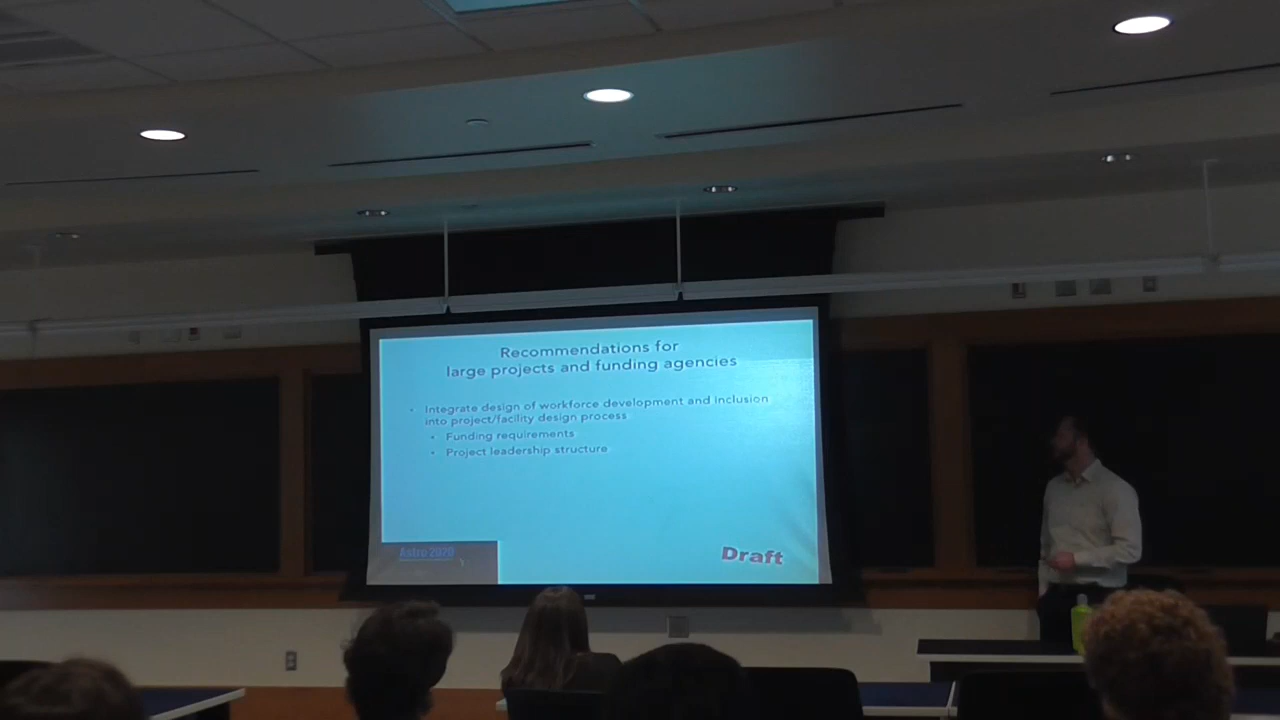 Recommendations for
large projects and funding agencies
• Integrate design of workforce development and inclusion
into project/facility design process
• Funding requirements
• Project leadership structure
Astro 2020
Draft